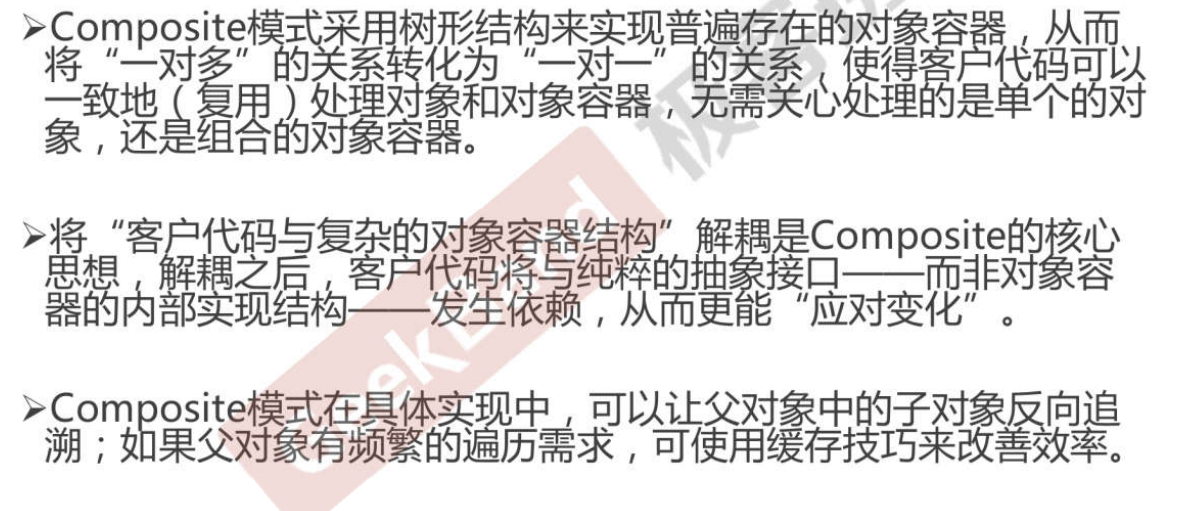 ➢Composite模式采用树形结构来实现普遍存在的对象容器，从而
将“一对多”的关系转化为“一对一”的关系，使得客户代码可以
一致地（复用）处理对象和对象容器，无需关心处理的是单个的对
象，还是组合的对象容器。
➢将“客户代码与复杂的对象容器结构”解耦是Composite的核心
思想，解耦之后，客户代码将与纯粹的抽象接口——而非对象容
器的内部实现结构——发生依赖，从而更能“应对变化”。
➢Composite模式在具体实现中，可以让父对象中的子对象反向追
溯；如果父对象有频繁的遍历需求，可使用缓存技巧来改善效率。
GeekBand
极客